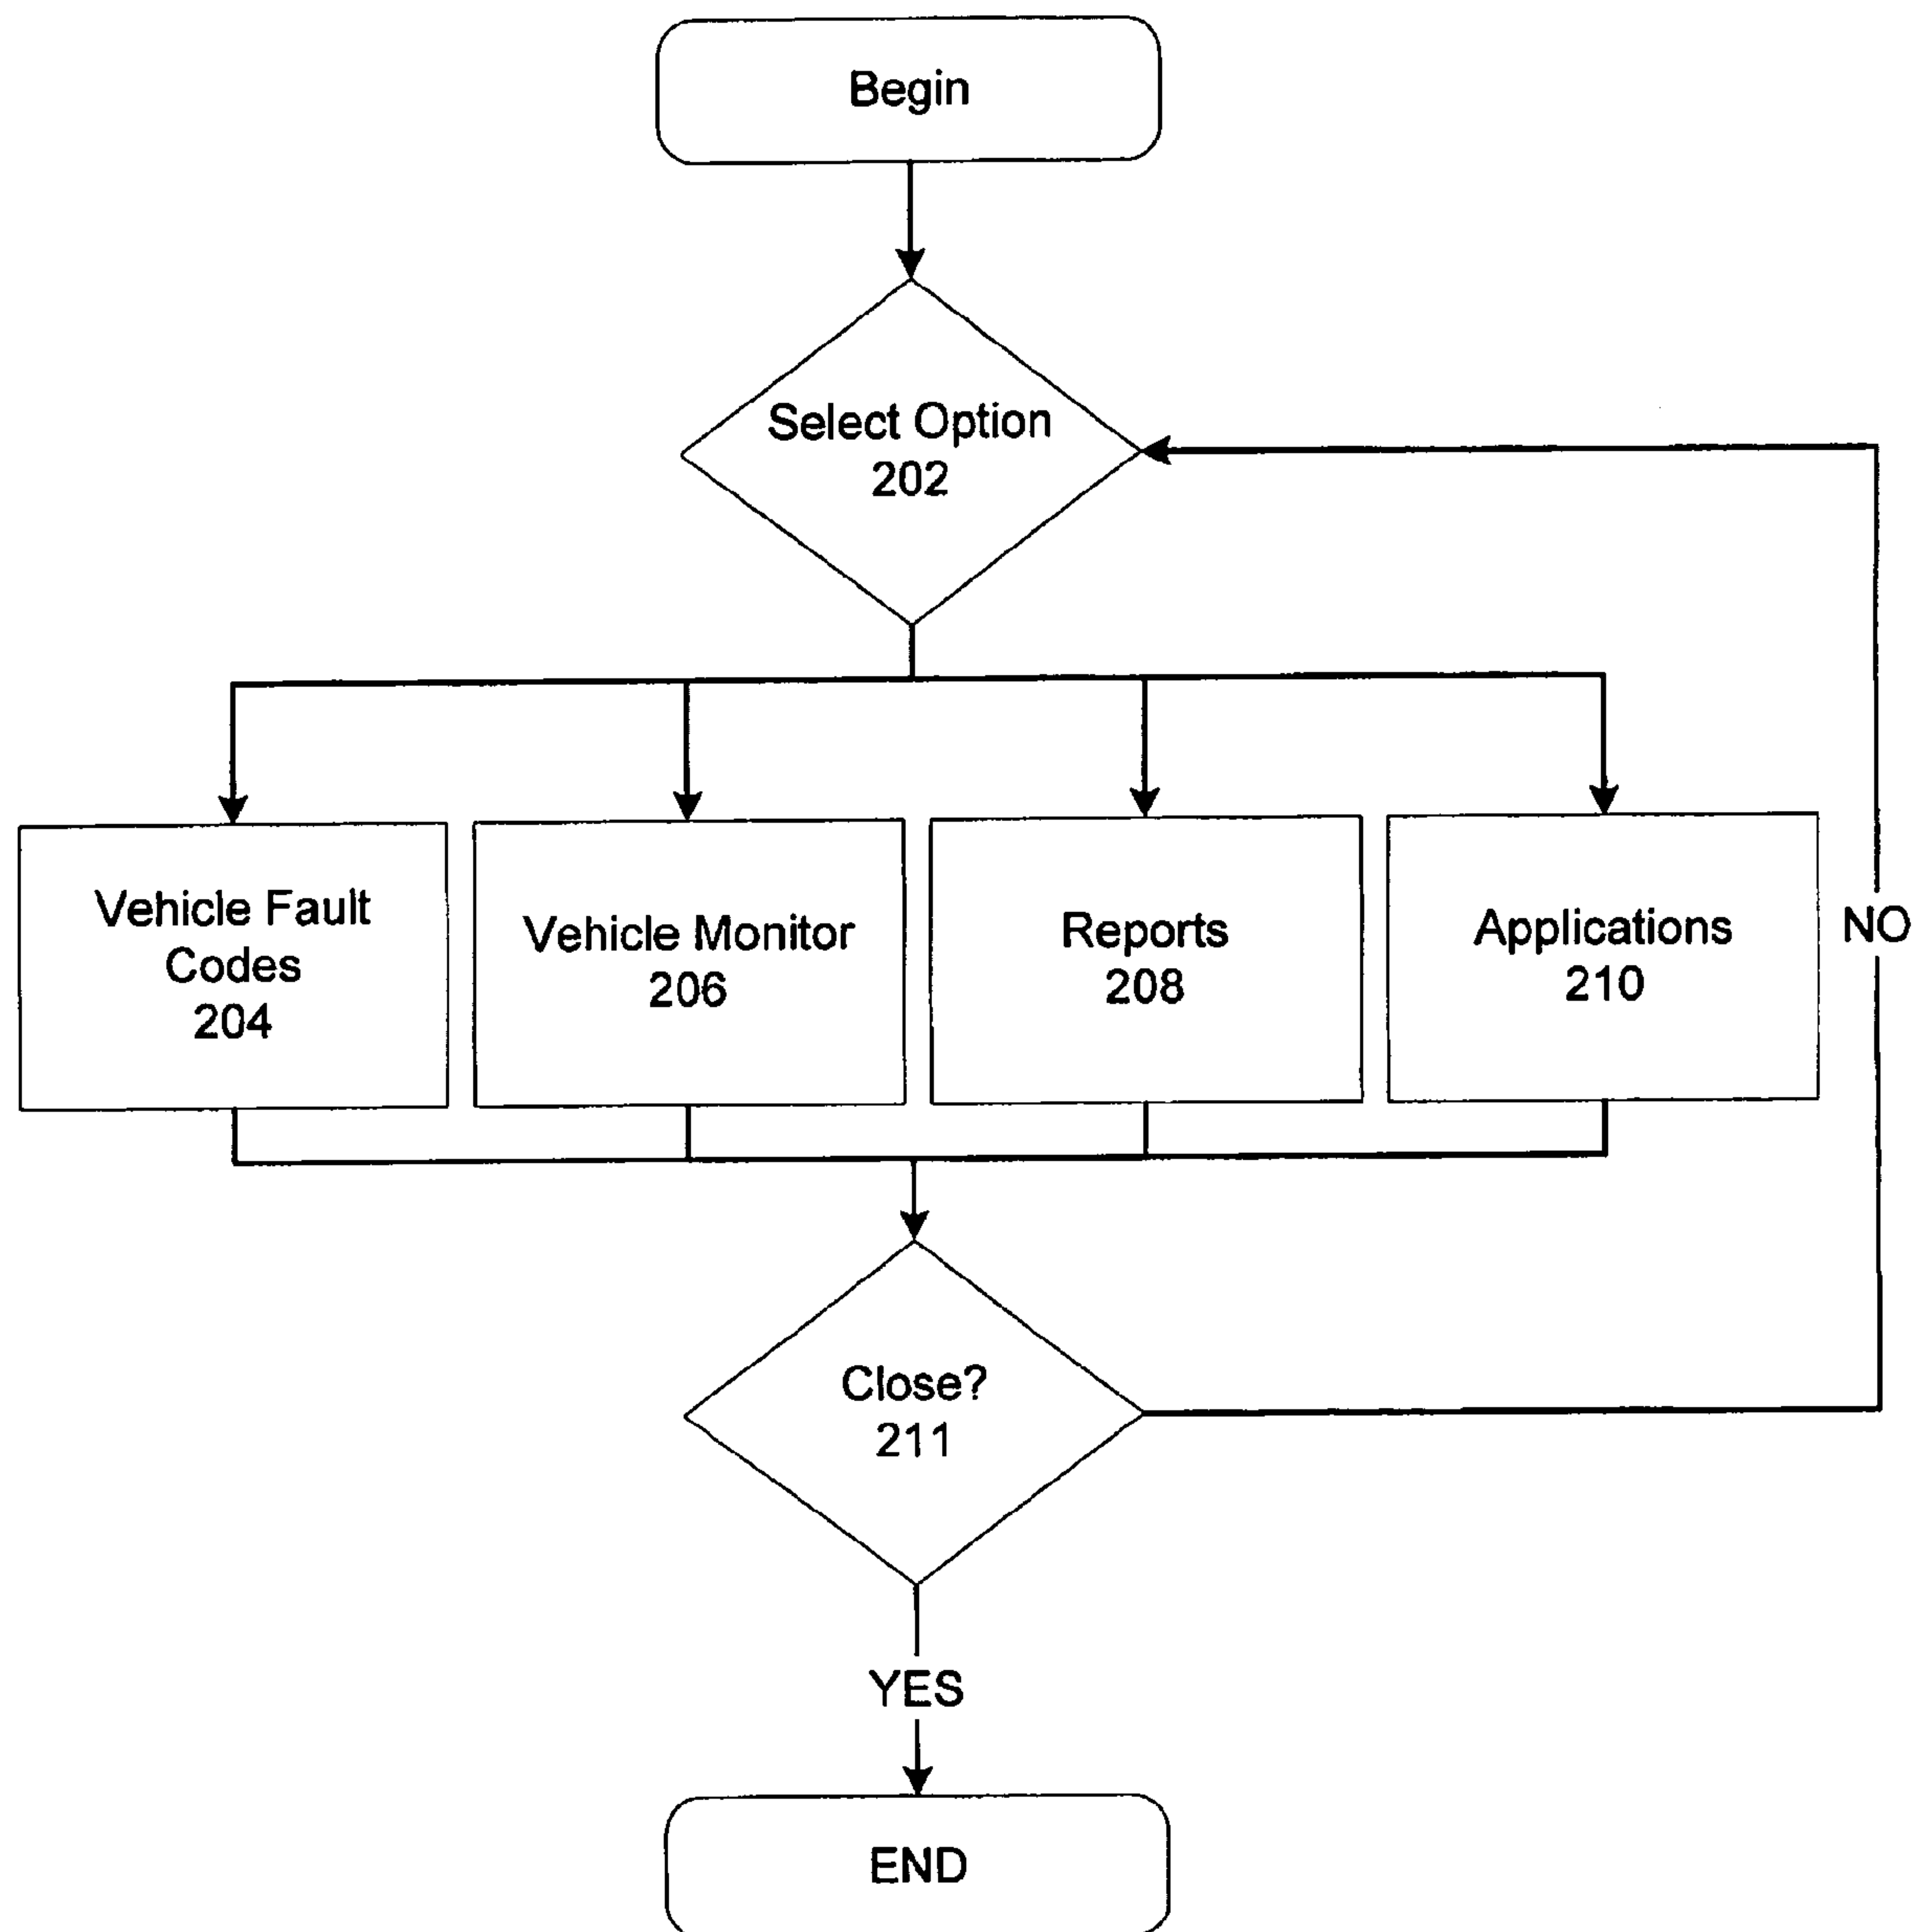 Begin
Select Option
202
Vehicle Fault
Codes
204
Vehicle Monitor
206
Reports
208
Applications
210
NO
Close?
211
YES
END